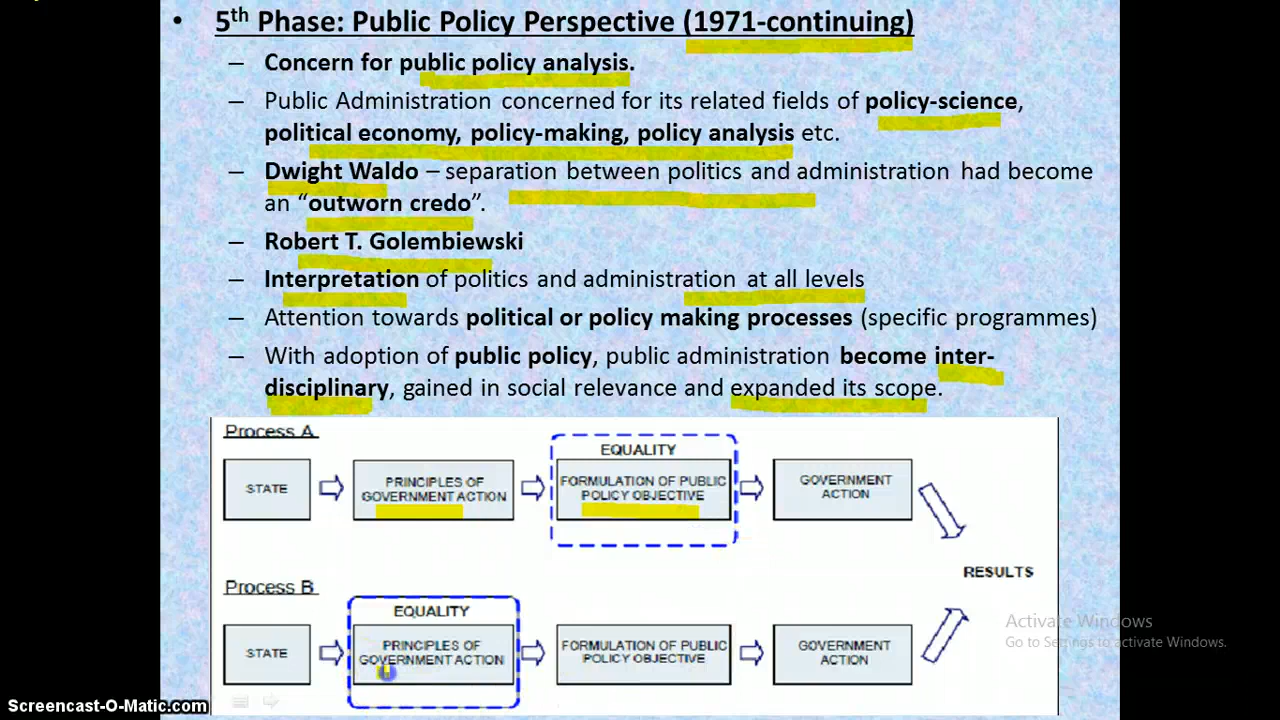 • 5th Phase: Public Policy Perspective (1971-continuing)
– Concern for public policy analysis.
– Public Administration concerned for its related fields of policy-science,
political economy, policy-making, policy analysis etc.
– Dwight Waldo – separation between politics and administration had become
an “outworn credo”.
– Robert T. Golembiewski
– Interpretation of politics and administration at all levels
– Attention towards political or policy making processes (specific programmes)
– With adoption of public policy, public administration become inter-
disciplinary, gained in social relevance and expanded its scope.
Process A
EQUALITY
STATE
PRINCIPLES OF
GOVERNMENT ACTION
FORMULATION OF PUBLIC
POLICY OBJECTIVE
GOVERNMENT
ACTION
RESULTS
Process B
EQUALITY
STATE
PRINCIPLES OF
GOVERNMENT ACTION
FORMULATION OF PUBLIC
POLICY OBJECTIVE
GOVERNMENT
ACTION
Activate Windows
Go to Settings to activate Windows.
Screencast-O-Matic.com